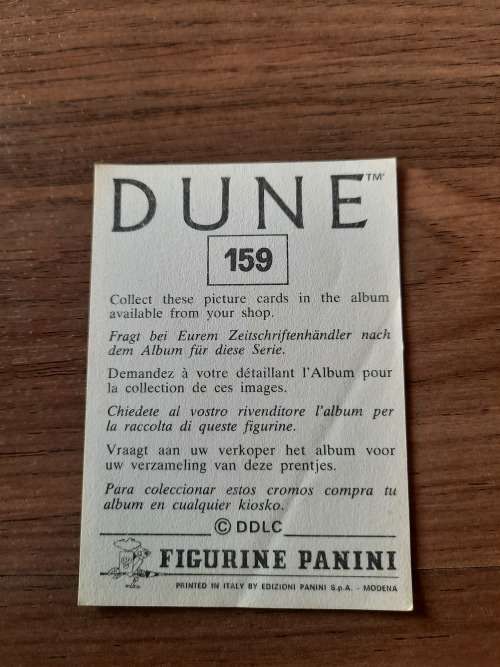 DUNE™
159
Collect these picture cards in the album
available from your shop.
Fragt bei Eurem Zeitschriftenhändler nach
dem Album für diese Serie.
Demandez à votre détaillant l'Album pour
la collection de ces images.
Chiedete al vostro rivenditore l'album per
la raccolta di queste figurine.
Vraagt aan uw verkoper het album voor
uw verzameling van deze prentjes.
Para coleccionar estos cromos compra tu
album en cualquier kiosko.
© DDLC
FIGURINE PANINI
PRINTED IN ITALY BY EDIZIONI PANINI S.p.A. - MODENA